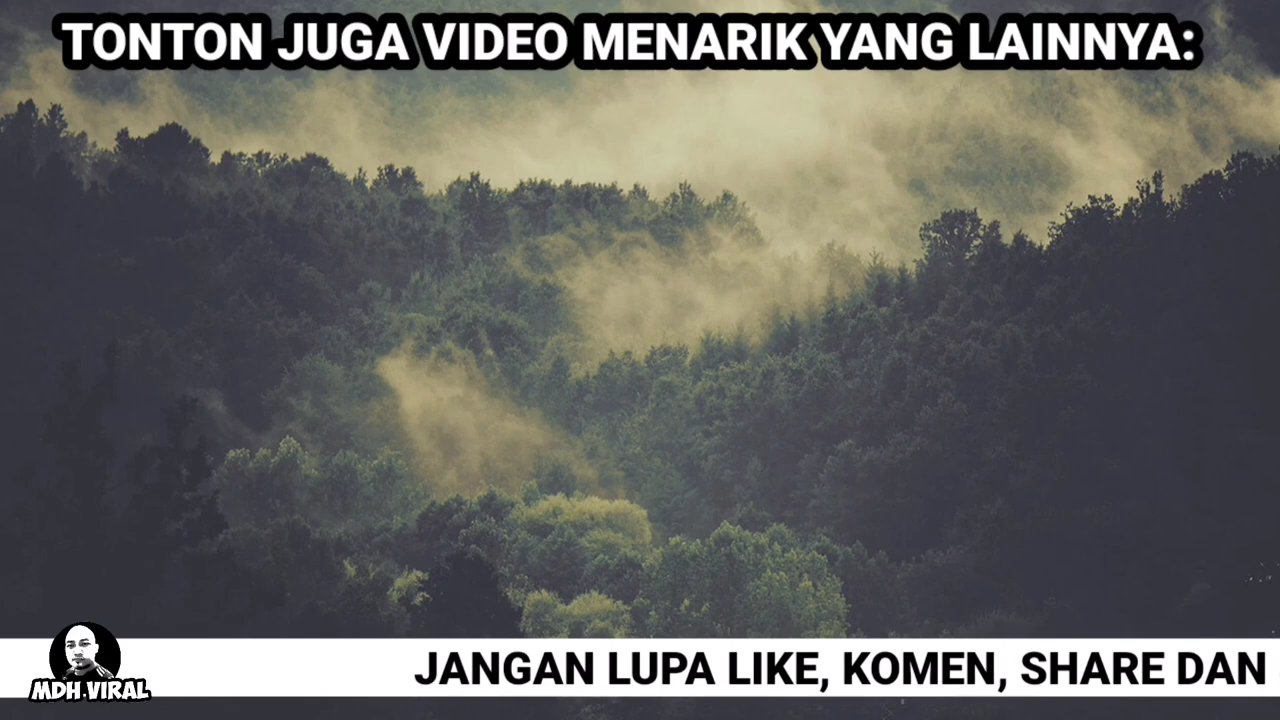 TONTON JUGA VIDEO MENARIK YANG LAINNYA:
JANGAN LUPA LIKE, KOMEN, SHARE DAN
MDH.VIRAL